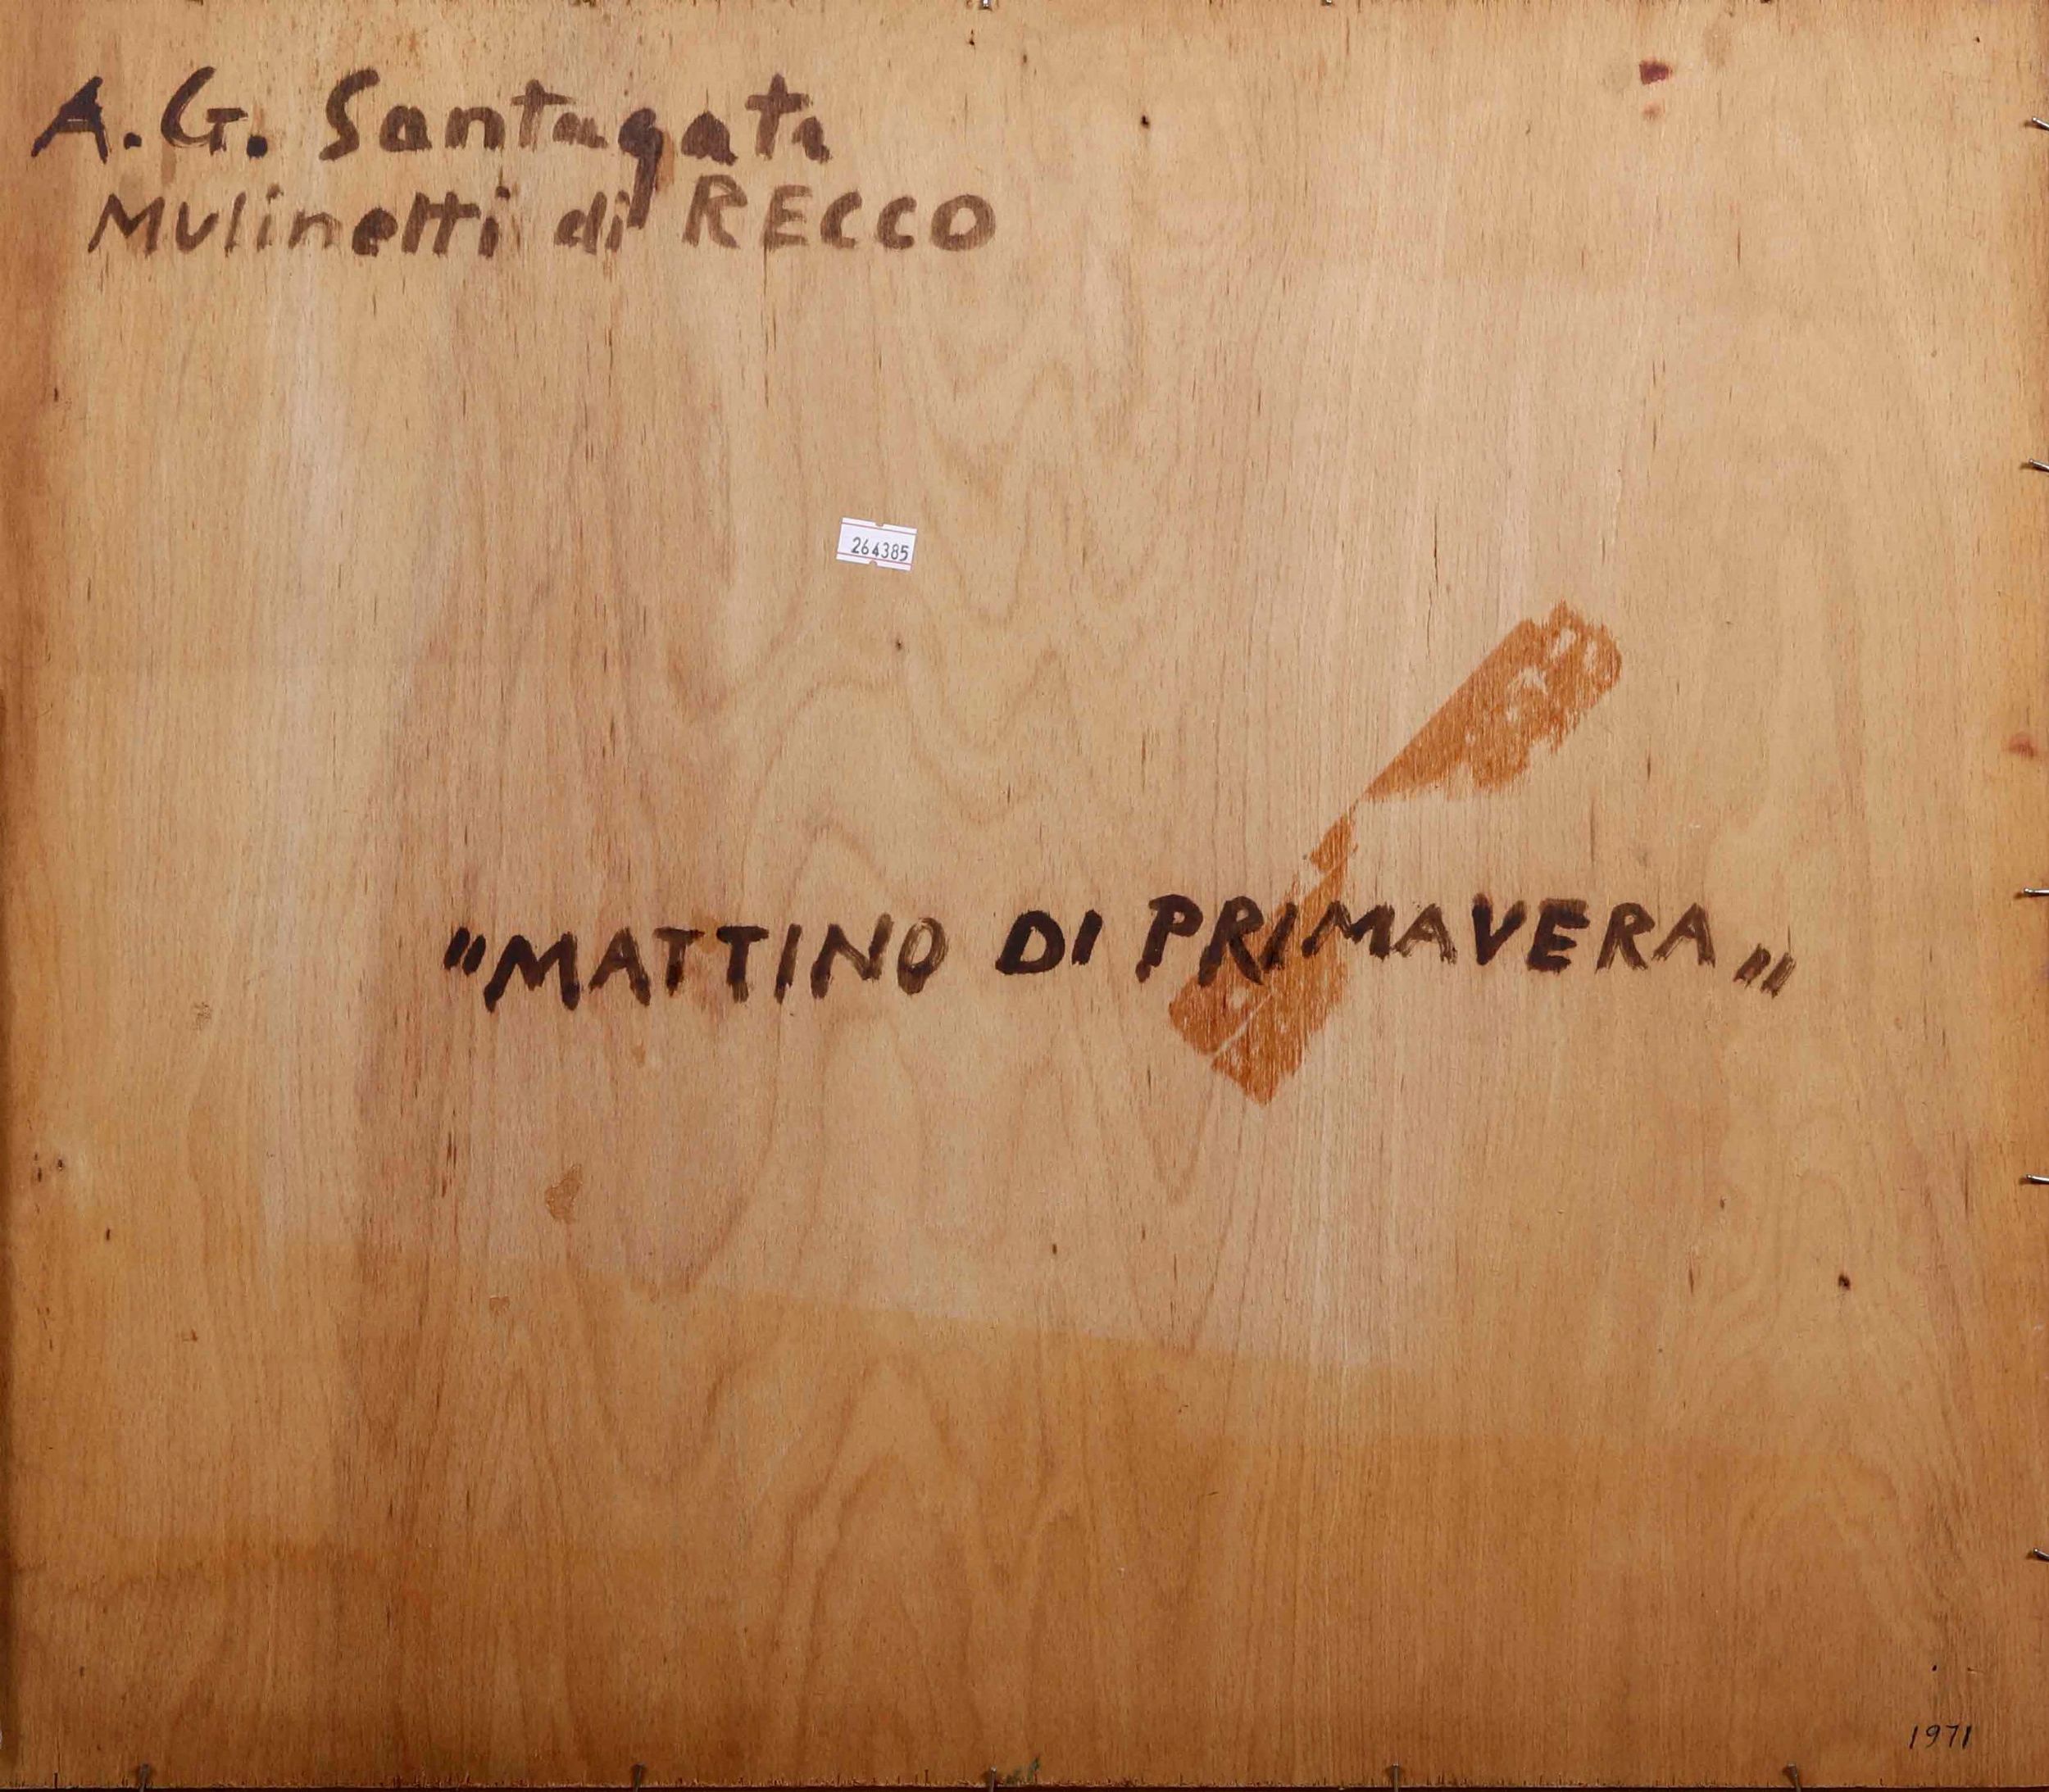 A. G. Santagata
Mulinetti di RECCO
264385
"MATTINO DI PRIMAVERA„
1971